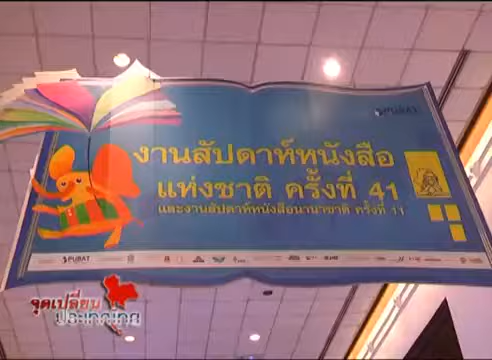 PUBAT
งานสัปดาห์หนังสือ
แห่งชาติ ครั้งที่ 41
และงานสัปดาห์หนังสือนานาชาติ ครั้งที่ 11
PUBAT
จุดเปลี่ยน
ประเทศไทย